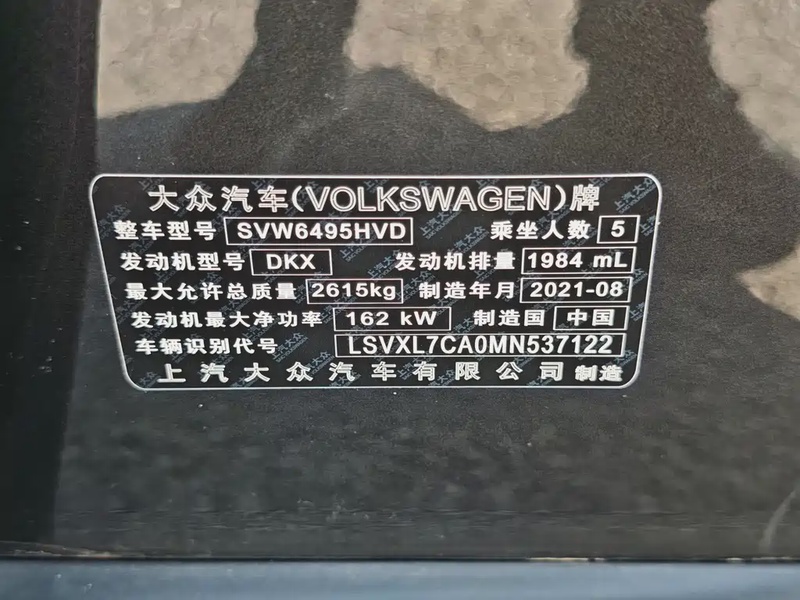 大众汽车(VOLKSWAGEN)牌
整车型号 SVW6495HVD 乘坐人数 5
发动机型号 DKX 发动机排量 1984 mL
最大允许总质量 2615kg 制造年月 2021-08
发动机最大净功率 162 kW 制造国 中国
车辆识别代号 LSVXL7CA0MN537122
上汽大众汽车有限公司 制造